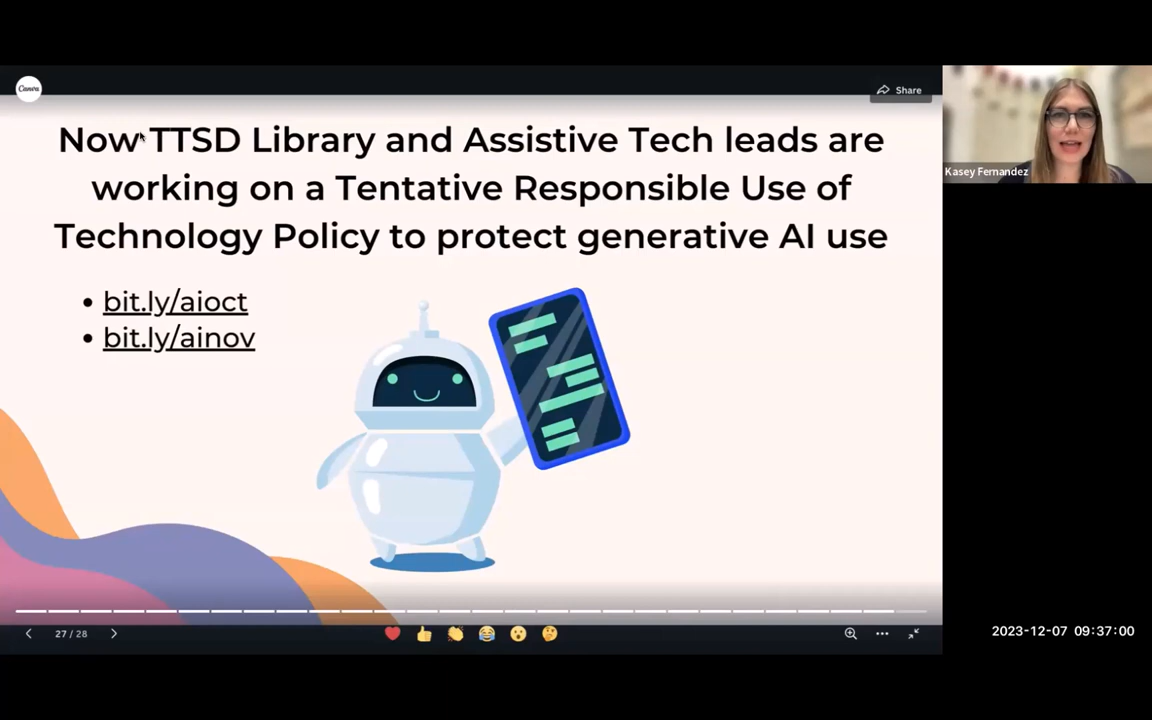 Canva
Share
Now TTSD Library and Assistive Tech leads are
working on a Tentative Responsible Use of
Technology Policy to protect generative AI use
Kasey Fernandez
• bit.ly/aioct
• bit.ly/ainov
27 / 28
2023-12-07 09:37:00